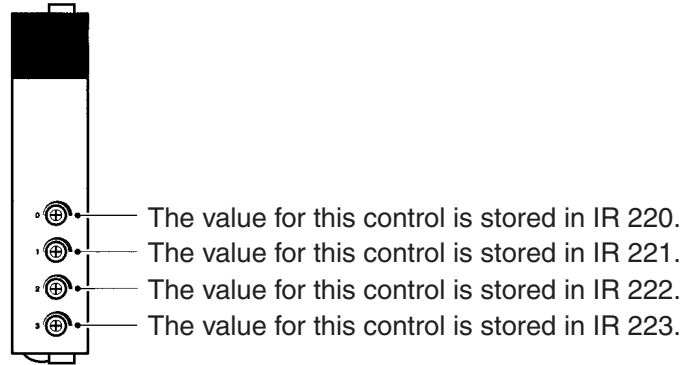 0 The value for this control is stored in IR 220.
1 The value for this control is stored in IR 221.
2 The value for this control is stored in IR 222.
3 The value for this control is stored in IR 223.